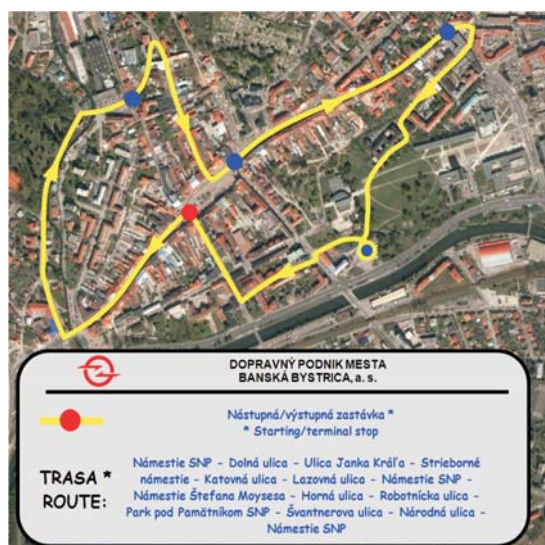 DOPRAVNÝ PODNIK MESTA
BANSKÁ BYSTRICA, a. s.
Nástupná/výstupná zastávka *
* Starting/terminal stop
TRASA *
ROUTE:
Námestie SNP - Dolná ulica - Ulica Janka Kráľa - Strieborné
námestie - Katovná ulica - Lazovná ulica - Námestie SNP -
Námestie Štefana Moysesa - Horná ulica - Robotnícka ulica -
Park pod Pamätníkom SNP - Švantnerova ulica - Národná ulica -
Námestie SNP